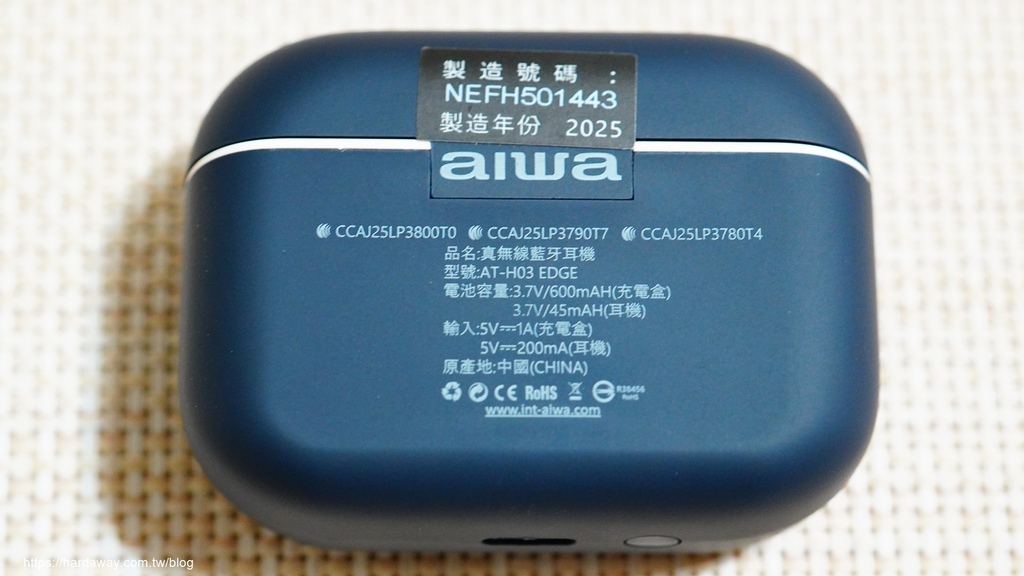 製造號碼 :
NEFH501443
製造年份 2025
aiwa
CCAJ25LP3800T0 CCAJ25LP3790T7 CCAJ25LP3780T4
品名:真無線藍牙耳機
型號:AT-H03 EDGE
電池容量:3.7V/600mAH(充電盒)
3.7V/45mAH(耳機)
輸入:5V⎓1A(充電盒)
5V⎓200mA(耳機)
原產地:中國(CHINA)
CE RoHS R36456
RoHS
www.int-aiwa.com
https://hardaway.com.tw/blog